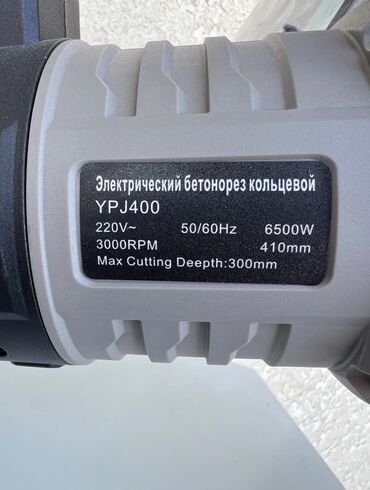 Электрический бетонорез кольцевой
YPJ400
220V~ 50/60Hz 6500W
3000RPM 410mm
Max Cutting Deepth:300mm